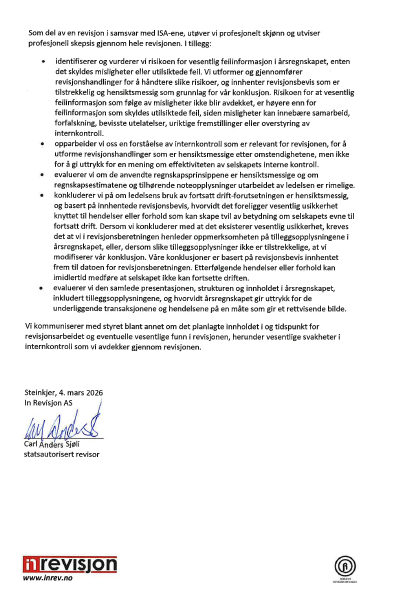 Som del av en revisjon i samsvar med ISA-ene, utøver vi profesjonelt skjønn og utviser
profesjonell skepsis gjennom hele revisjonen. I tillegg:
• identifiserer og vurderer vi risikoen for vesentlig feilinformasjon i årsregnskapet, enten
det skyldes misligheter eller utilsiktede feil. Vi utformer og gjennomfører
revisjonshandlinger for å håndtere slike risikoer, og innhenter revisjonsbevis som er
tilstrekkelig og hensiktsmessig som grunnlag for vår konklusjon. Risikoen for at vesentlig
feilinformasjon som følge av misligheter ikke blir avdekket, er høyere enn for
feilinformasjon som skyldes utilsiktede feil, siden misligheter kan innebære samarbeid,
forfalskning, bevisste utelatelser, uriktige fremstillinger eller overstyring av
internkontroll.
• opparbeider vi oss en forståelse av internkontroll som er relevant for revisjonen, for å
utforme revisjonshandlinger som er hensiktsmessige etter omstendighetene, men ikke
for å gi uttrykk for en mening om effektiviteten av selskapets interne kontroll.
• evaluerer vi om de anvendte regnskapsprinsippene er hensiktsmessige og om
regnskapsestimatene og tilhørende noteopplysninger utarbeidet av ledelsen er rimelige.
• konkluderer vi på om ledelsens bruk av fortsatt drift-forutsetningen er hensiktsmessig,
og basert på innhentede revisjonsbevis, hvorvidt det foreligger vesentlig usikkerhet
knyttet til hendelser eller forhold som kan skape tvil av betydning om selskapets evne til
fortsatt drift. Dersom vi konkluderer med at det eksisterer vesentlig usikkerhet, kreves
det at vi i revisjonsberetningen henleder oppmerksomheten på tilleggsopplysningene i
årsregnskapet, eller, dersom slike tilleggsopplysninger ikke er tilstrekkelige, at vi
modifiserer vår konklusjon. Våre konklusjoner er basert på revisjonsbevis innhentet
frem til datoen for revisjonsberetningen. Etterfølgende hendelser eller forhold kan
imidlertid medføre at selskapet ikke kan fortsette driften.
• evaluerer vi den samlede presentasjonen, strukturen og innholdet i årsregnskapet,
inkludert tilleggsopplysningene, og hvorvidt årsregnskapet gir uttrykk for de
underliggende transaksjonene og hendelsene på en måte som gir et rettvisende bilde.
Vi kommuniserer med styret blant annet om det planlagte innholdet i og tidspunkt for
revisjonsarbeidet og eventuelle vesentlige funn i revisjonen, herunder vesentlige svakheter i
internkontroll som vi avdekker gjennom revisjonen.
Steinkjer, 4. mars 2026
In Revisjon AS
Carl Anders Sjøli
statsautorisert revisor
inrevisjon
www.inrev.no